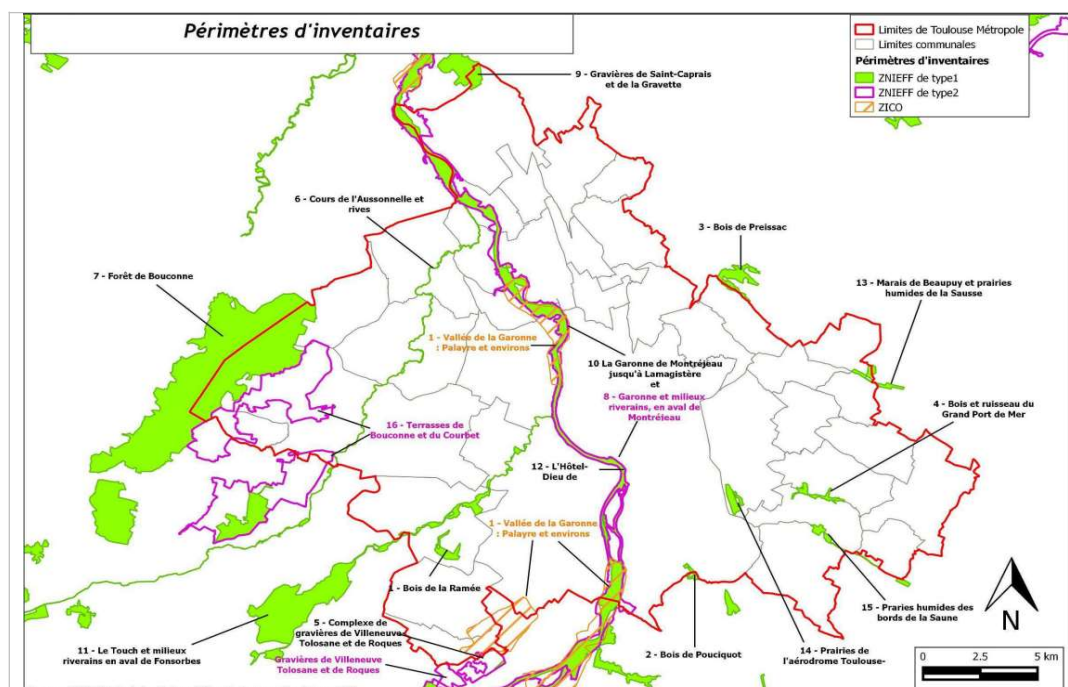 Périmètres d'inventaires
Limites de Toulouse Métropole
Limites communales
Périmètres d'inventaires
ZNIEFF de type1
ZNIEFF de type2
ZICO
9 - Gravières de Saint-Caprais
et de la Gravette
6 - Cours de l'Aussonnelle et
rives
3 - Bois de Preissac
7 - Forêt de Bouconne
13 - Marais de Beaupuy et prairies
humides de la Sausse
1 - Vallée de la Garonne
: Palayre et environs
10 La Garonne de Montréjeau
jusqu'à Lamagistère
et
8 - Garonne et milieux
riverains, en aval de
Montréjeau
4 - Bois et ruisseau du
Grand Port de Mer
16 - Terrasses de
Bouconne et du Courbet
12 - L'Hôtel-
Dieu de
1 - Vallée de la Garonne
: Palayre et environs
1 - Bois de la Ramée
5 - Complexe de
gravières de Villeneuve
Tolosane et de Roques
11 - Le Touch et milieux
riverains en aval de Fonsorbes
Gravières de Villeneuve
Tolosane et de Roques
2 - Bois de Pouciquot
15 - Praries humides des
bords de la Saune
14 - Prairies de
l'aérodrome Toulouse-
N
0 2.5 5 km